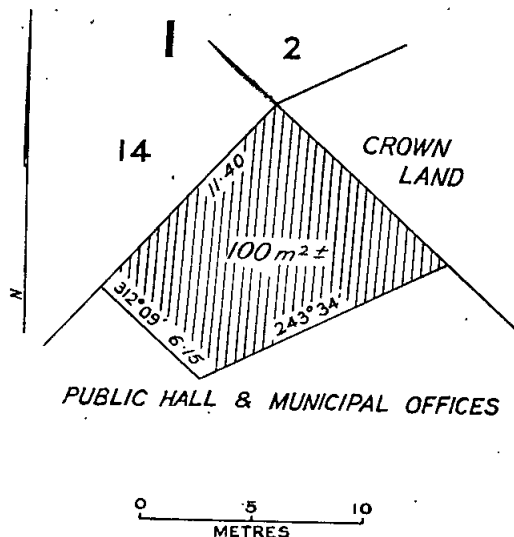 1 2
14
CROWN
LAND
11·40
100 m² ±
N
312°09' 6·15
243°34'
PUBLIC HALL & MUNICIPAL OFFICES
0 5 10
METRES